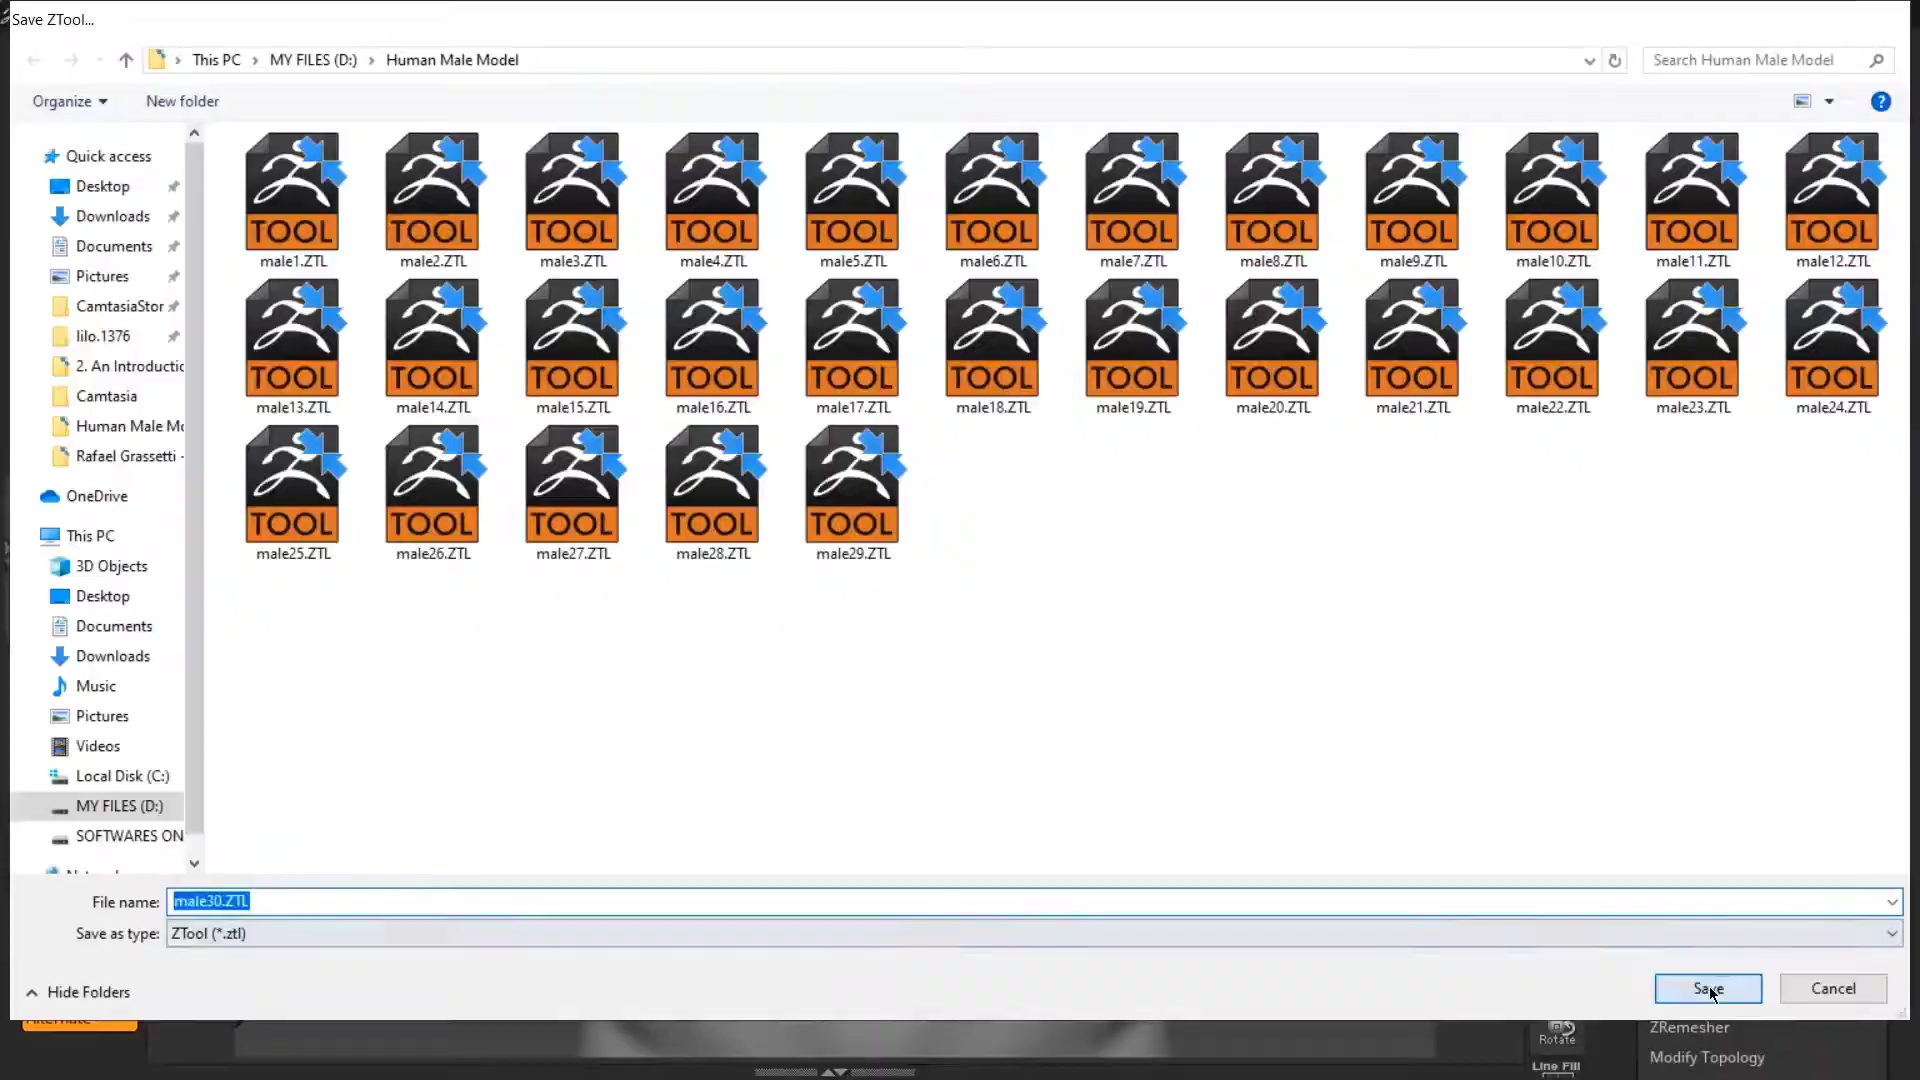 Save ZTool...
This PC > MY FILES (D:) > Human Male Model
Search Human Male Model
Organize
New folder
?
Quick access
Desktop
Downloads
Documents
Pictures
CamtasiaStor
lilo.1376
2. An Introductic
Camtasia
Human Male Mo
Rafael Grassetti -
OneDrive
This PC
3D Objects
Desktop
Documents
Downloads
Music
Pictures
Videos
Local Disk (C:)
MY FILES (D:)
SOFTWARES ON
TOOL TOOL TOOL TOOL TOOL TOOL TOOL TOOL TOOL TOOL TOOL TOOL
male1.ZTL male2.ZTL male3.ZTL male4.ZTL male5.ZTL male6.ZTL male7.ZTL male8.ZTL male9.ZTL male10.ZTL male11.ZTL male12.ZTL
TOOL TOOL TOOL TOOL TOOL TOOL TOOL TOOL TOOL TOOL TOOL TOOL
male13.ZTL male14.ZTL male15.ZTL male16.ZTL male17.ZTL male18.ZTL male19.ZTL male20.ZTL male21.ZTL male22.ZTL male23.ZTL male24.ZTL
TOOL TOOL TOOL TOOL TOOL
male25.ZTL male26.ZTL male27.ZTL male28.ZTL male29.ZTL
File name: male30.ZTL
Save as type: ZTool (*.ztl)
Hide Folders
Save
Cancel
Rotate
Line Fill
ZRemesher
Modify Topology